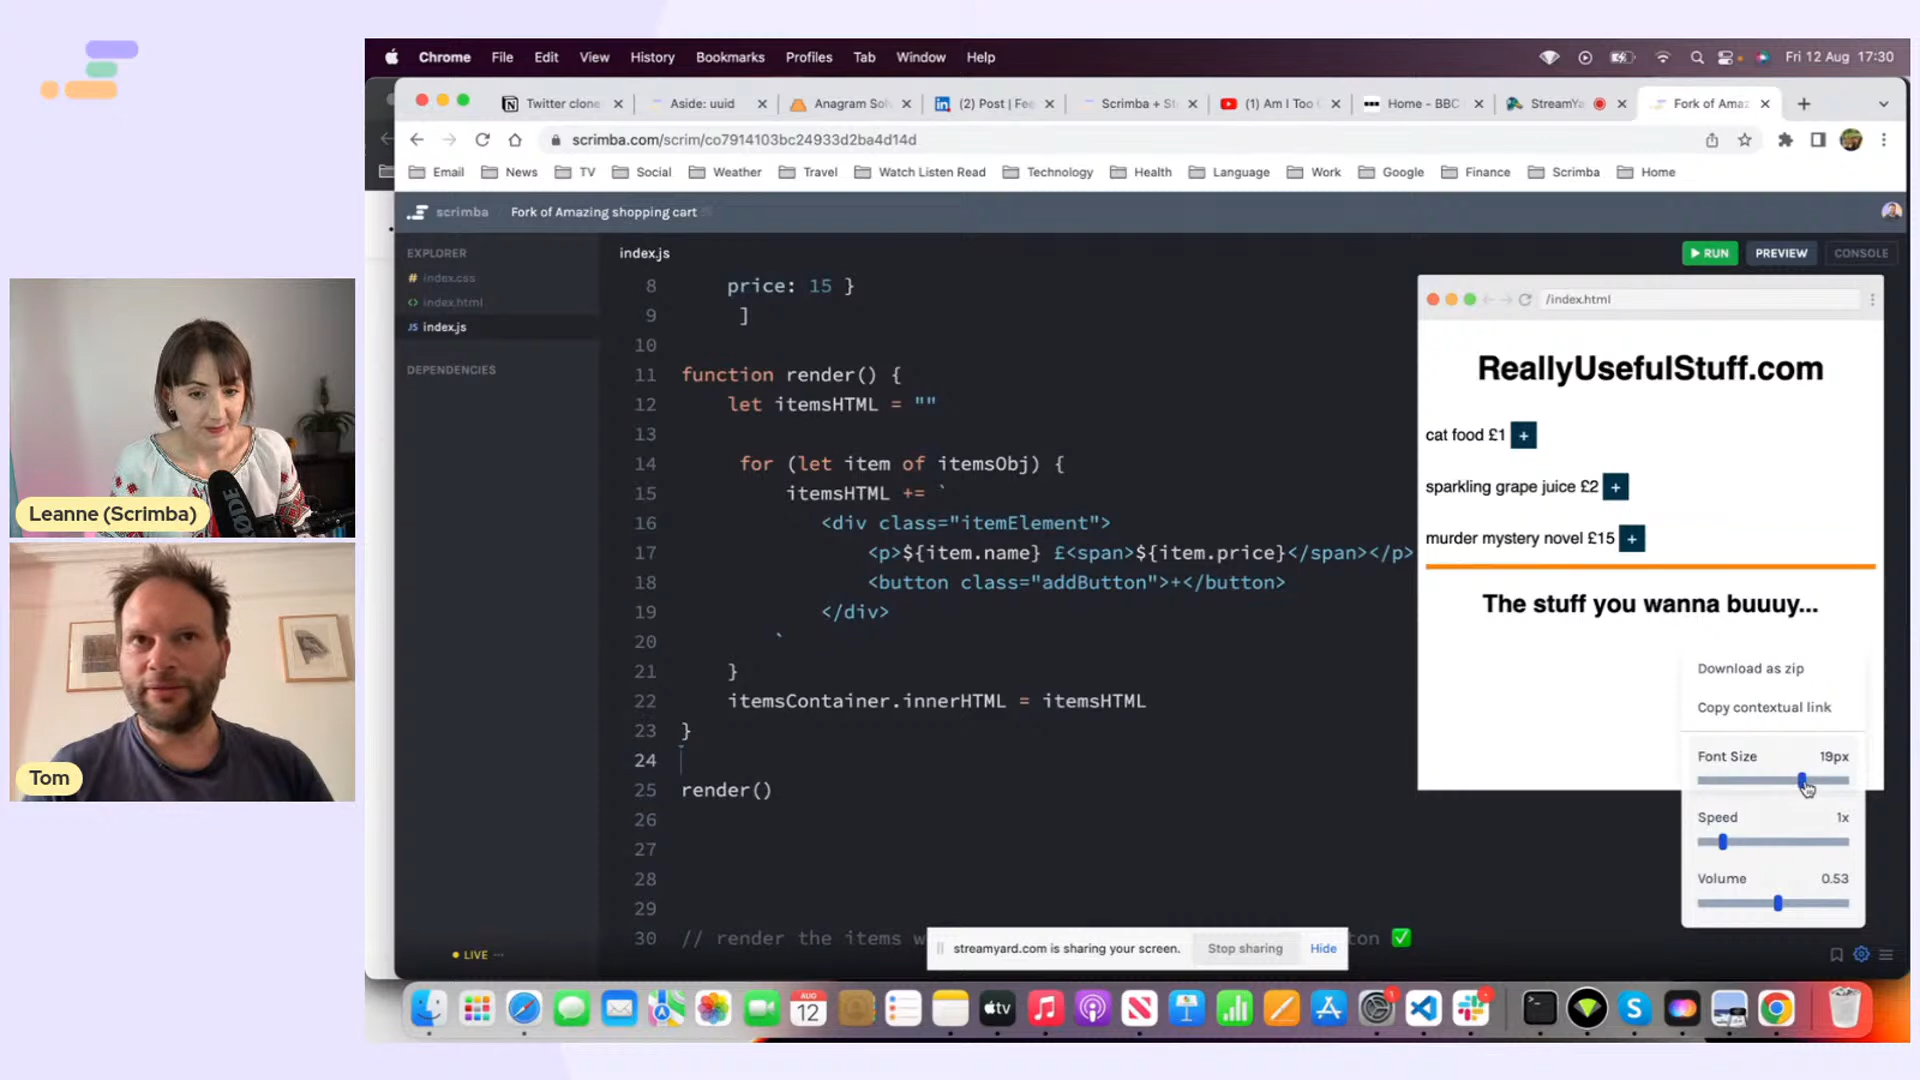 Chrome File Edit View History Bookmarks Profiles Tab Window Help Fri 12 Aug 17:30
Twitter clone Aside: uuid Anagram Sol (2) Post | Fee Scrimba + St (1) Am I Too ( Home - BBC StreamYa Fork of Amaz
scrimba.com/scrim/co7914103bc24933d2ba4d14d
Email News TV Social Weather Travel Watch Listen Read Technology Health Language Work Google Finance Scrimba Home
scrimba Fork of Amazing shopping cart
EXPLORER
# index.css
<> index.html
JS index.js
DEPENDENCIES
LIVE ...
index.js
RUN PREVIEW CONSOLE
8 price: 15 }
9 ]
10
11 function render() {
12 let itemsHTML = ""
13
14 for (let item of itemsObj) {
15 itemsHTML += `
16 <div class="itemElement">
17 <p>${item.name} £<span>${item.price}</span></p>
18 <button class="addButton">+</button>
19 </div>
20 `
21 }
22 itemsContainer.innerHTML = itemsHTML
23 }
24
25 render()
26
27
28
29
30 // render the items w ton ✅
/index.html
ReallyUsefulStuff.com
cat food £1 +
sparkling grape juice £2 +
murder mystery novel £15 +
The stuff you wanna buuuy...
Download as zip
Copy contextual link
Font Size 19px
Speed 1x
Volume 0.53
streamyard.com is sharing your screen. Stop sharing Hide
Leanne (Scrimba)
RØDE
Tom
AUG
12
tv
1